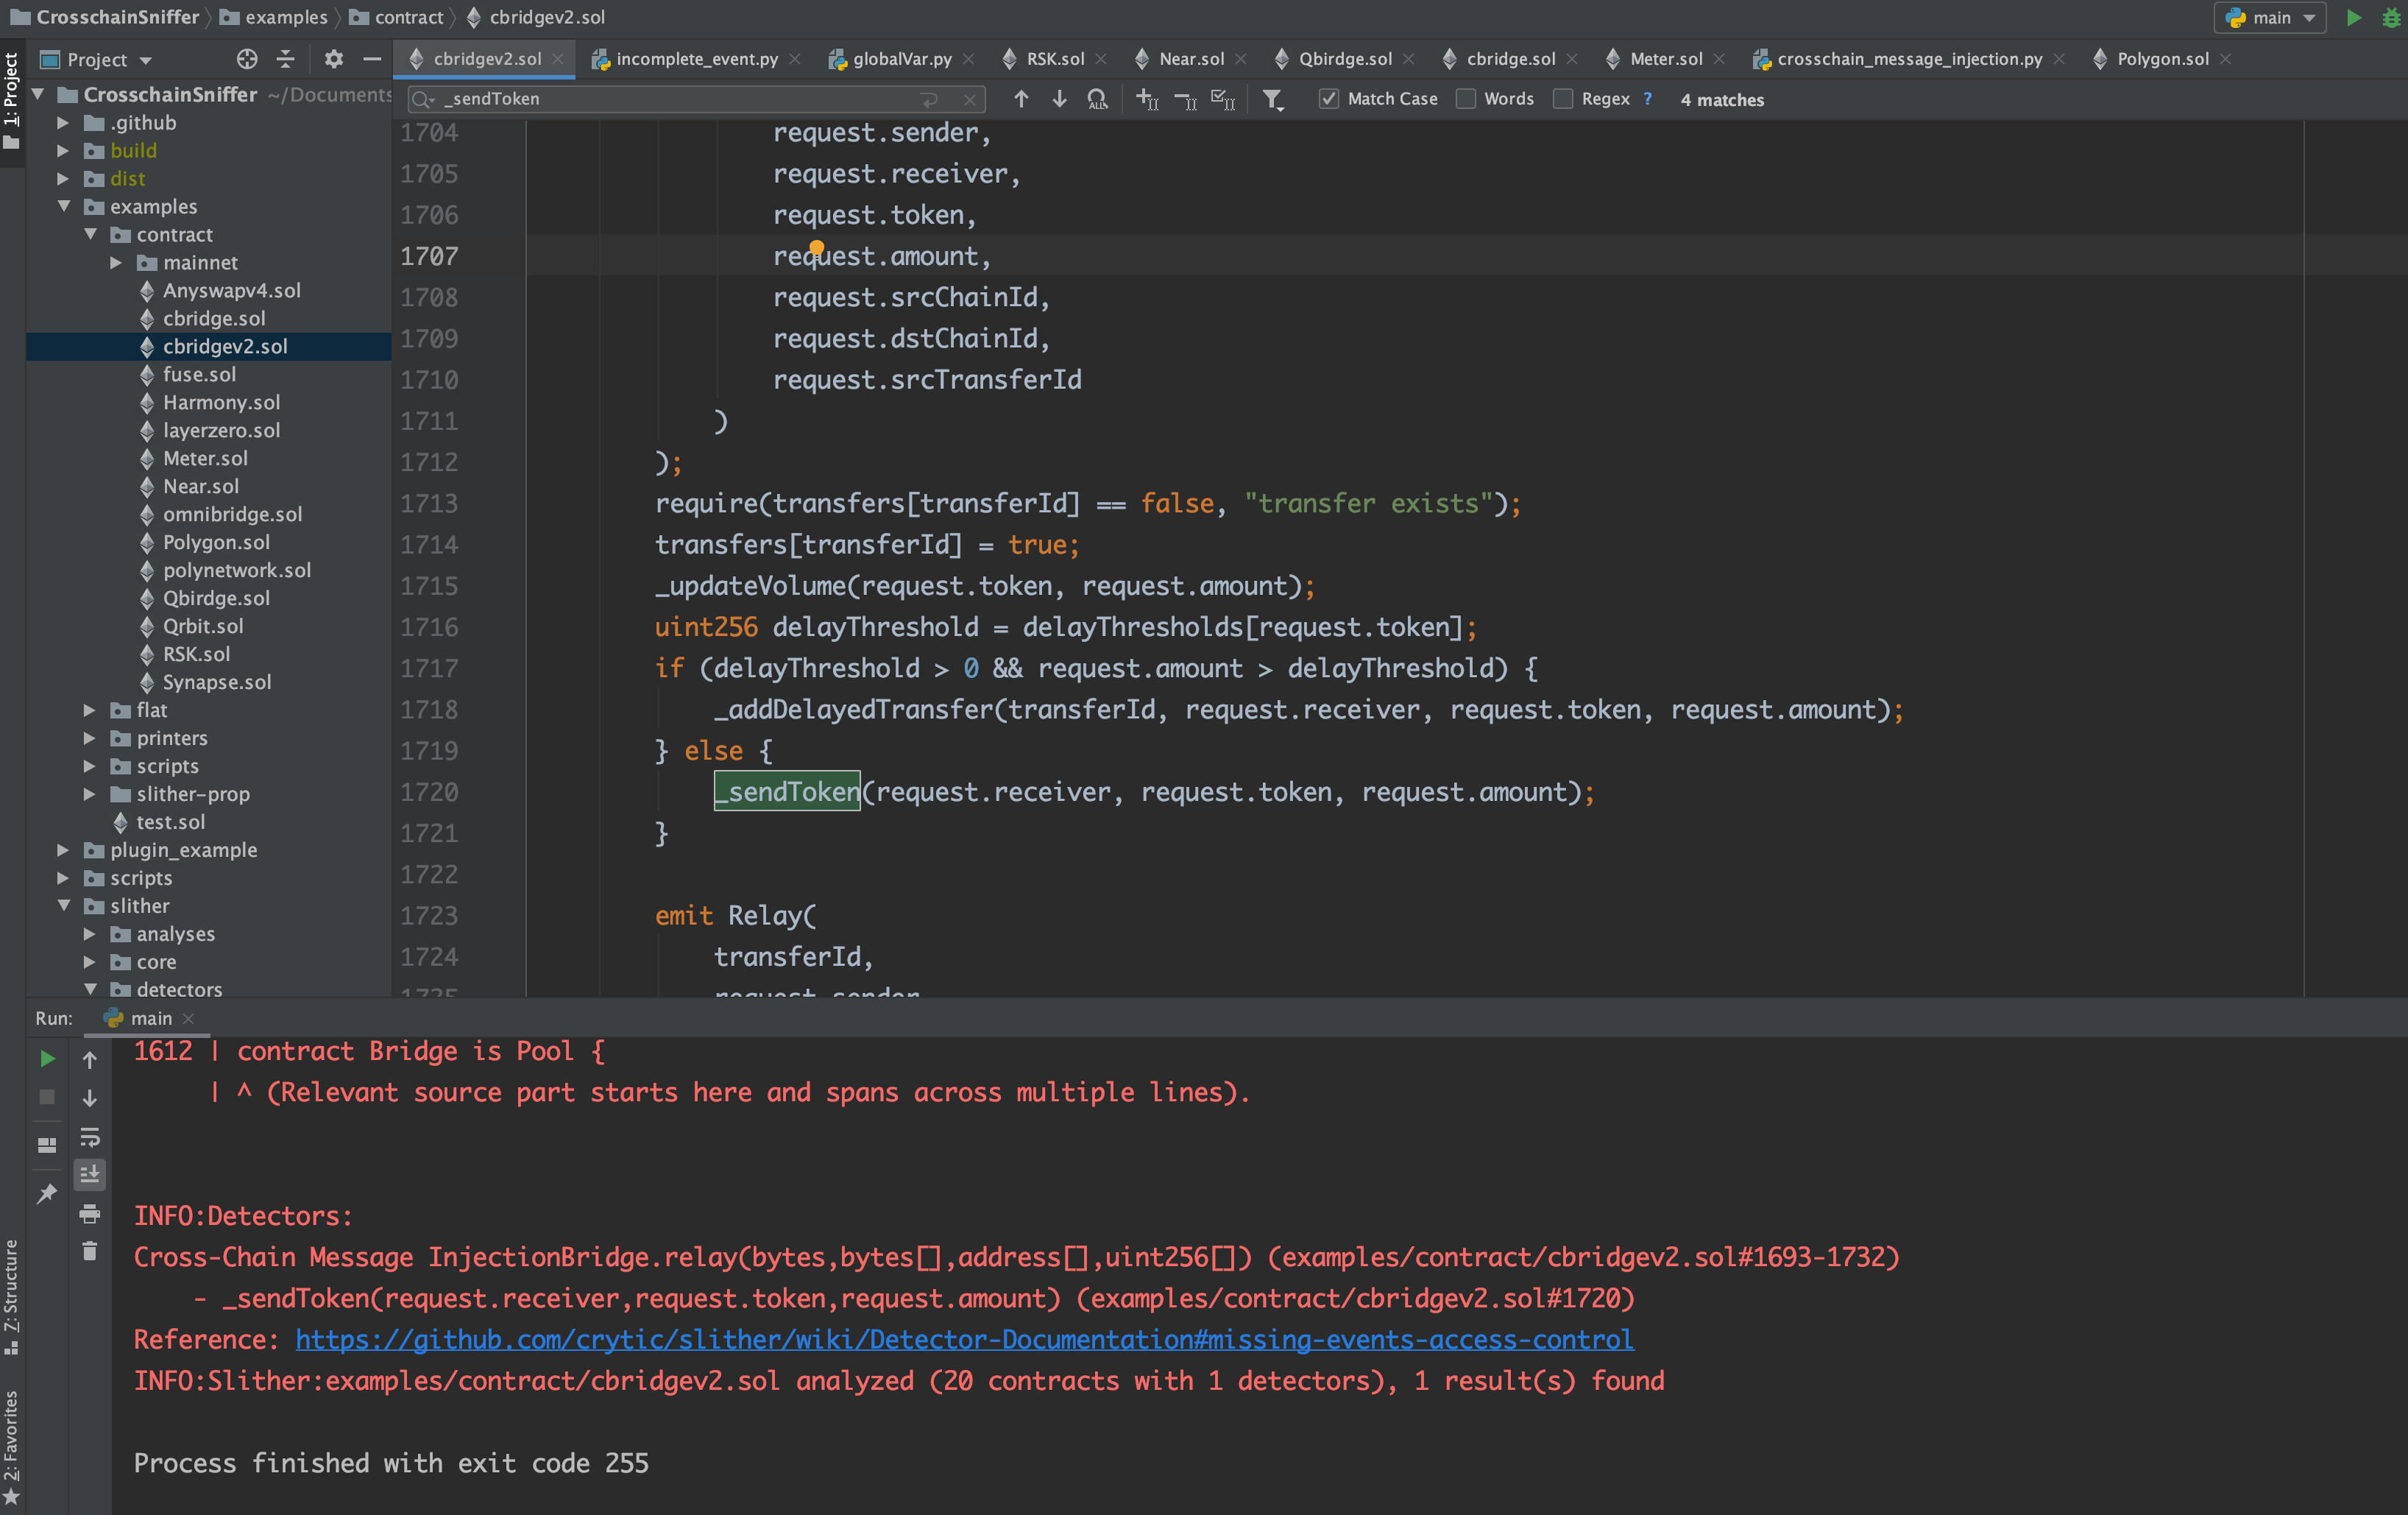 CrosschainSniffer examples contract cbridgev2.sol main
1: Project
Project
cbridgev2.sol incomplete_event.py globalVar.py RSK.sol Near.sol Qbirdge.sol cbridge.sol Meter.sol crosschain_message_injection.py Polygon.sol
_sendToken Match Case Words Regex ? 4 matches
CrosschainSniffer ~/Documents
.github
build
dist
examples
contract
mainnet
Anyswapv4.sol
cbridge.sol
cbridgev2.sol
fuse.sol
Harmony.sol
layerzero.sol
Meter.sol
Near.sol
omnibridge.sol
Polygon.sol
polynetwork.sol
Qbirdge.sol
Qrbit.sol
RSK.sol
Synapse.sol
flat
printers
scripts
slither-prop
test.sol
plugin_example
scripts
slither
analyses
core
detectors
1704 request.sender,
1705 request.receiver,
1706 request.token,
1707 request.amount,
1708 request.srcChainId,
1709 request.dstChainId,
1710 request.srcTransferId
1711 )
1712 );
1713 require(transfers[transferId] == false, "transfer exists");
1714 transfers[transferId] = true;
1715 _updateVolume(request.token, request.amount);
1716 uint256 delayThreshold = delayThresholds[request.token];
1717 if (delayThreshold > 0 && request.amount > delayThreshold) {
1718 _addDelayedTransfer(transferId, request.receiver, request.token, request.amount);
1719 } else {
1720 _sendToken(request.receiver, request.token, request.amount);
1721 }
1722
1723 emit Relay(
1724 transferId,
1725 request.sender
Run: main
1612 | contract Bridge is Pool {
| ^ (Relevant source part starts here and spans across multiple lines).
INFO:Detectors:
Cross-Chain Message InjectionBridge.relay(bytes,bytes[],address[],uint256[]) (examples/contract/cbridgev2.sol#1693-1732)
- _sendToken(request.receiver,request.token,request.amount) (examples/contract/cbridgev2.sol#1720)
Reference: https://github.com/crytic/slither/wiki/Detector-Documentation#missing-events-access-control
INFO:Slither:examples/contract/cbridgev2.sol analyzed (20 contracts with 1 detectors), 1 result(s) found
Process finished with exit code 255
Z: Structure
2: Favorites